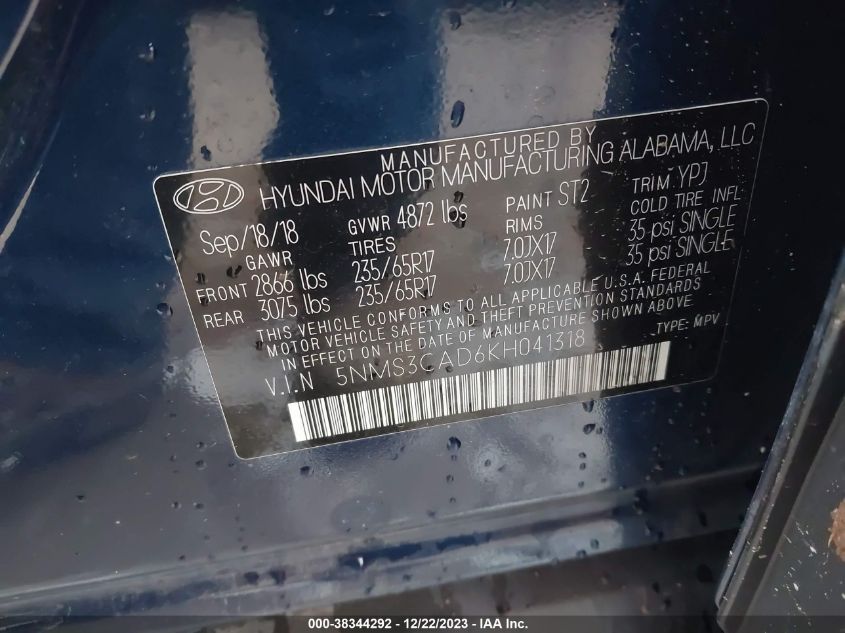 MANUFACTURED BY
HYUNDAI MOTOR MANUFACTURING ALABAMA, LLC
Sep/18/18 GVWR 4872 lbs PAINT ST2 TRIM YPJ
GAWR TIRES RIMS COLD TIRE INFL
FRONT 2866 lbs 235/65R17 7.0JX17 35 psi SINGLE
REAR 3075 lbs 235/65R17 7.0JX17 35 psi SINGLE
THIS VEHICLE CONFORMS TO ALL APPLICABLE U.S.A. FEDERAL
MOTOR VEHICLE SAFETY AND THEFT PREVENTION STANDARDS
IN EFFECT ON THE DATE OF MANUFACTURE SHOWN ABOVE
V.I.N 5NMS3CAD6KH041318 TYPE: MPV
000-38344292 - 12/22/2023 - IAA Inc.